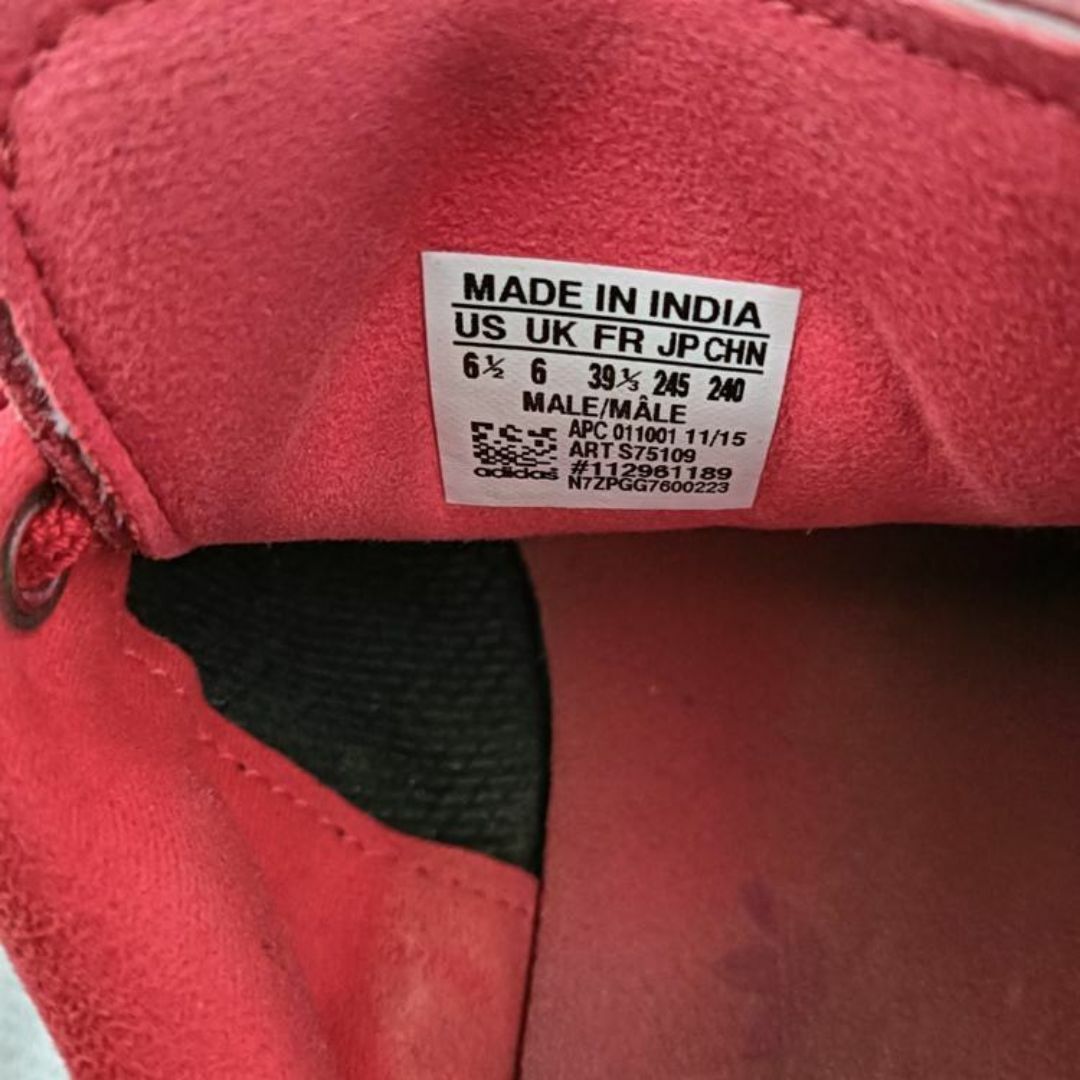 MADE IN INDIA
US UK FR JP CHN
6½ 6 39⅓ 245 240
MALE/MÂLE
APC 011001 11/15
ART S75109
#112961189
adidas
N7ZPGG7600223